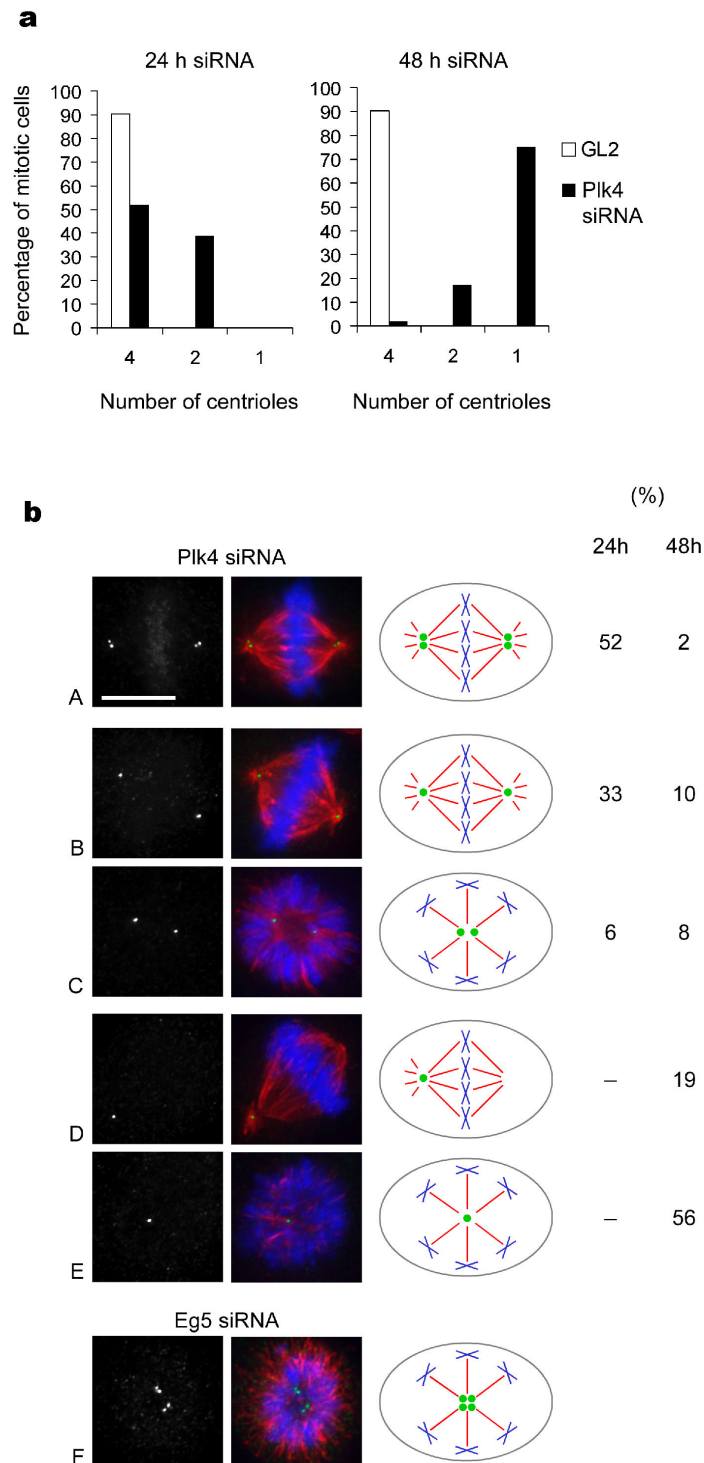 a
24 h siRNA
48 h siRNA
Percentage of mitotic cells
100
90
80
70
60
50
40
30
20
10
0
4 2 1
Number of centrioles
100
90
80
70
60
50
40
30
20
10
0
4 2 1
Number of centrioles
GL2
Plk4
siRNA
b
(%)
Plk4 siRNA
24h 48h
A 52 2
B 33 10
C 6 8
D – 19
E – 56
Eg5 siRNA
F